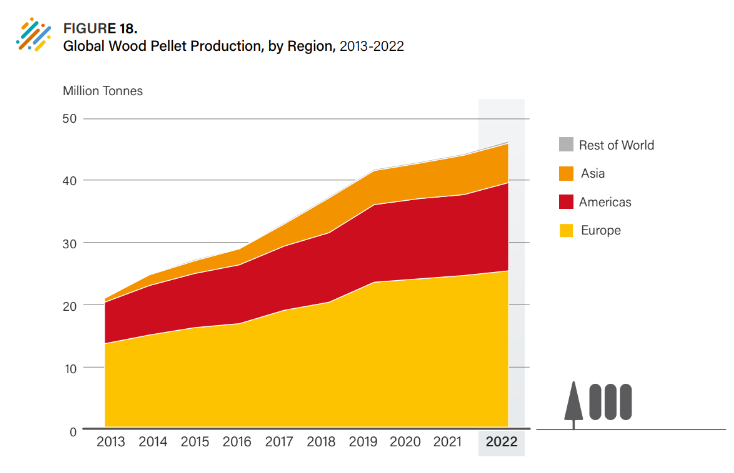 FIGURE 18.
Global Wood Pellet Production, by Region, 2013-2022
Million Tonnes
50
40
30
20
10
0
2013 2014 2015 2016 2017 2018 2019 2020 2021 2022
Rest of World
Asia
Americas
Europe